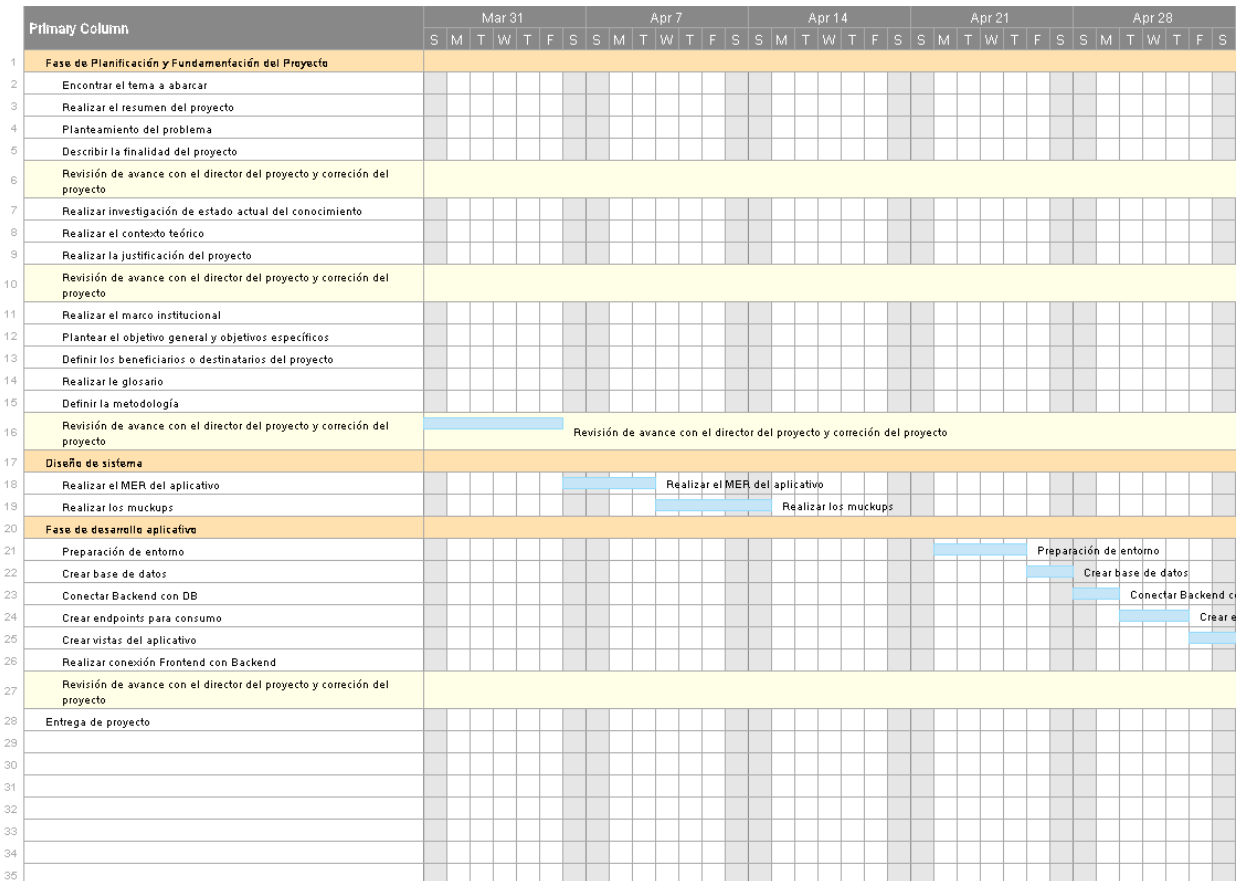 Primary Column
Mar 31 Apr 7 Apr 14 Apr 21 Apr 28
S M T W T F S S M T W T F S S M T W T F S S M T W T F S S M T W T F S
1 Fase de Planificación y Fundamentación del Proyecto
2 Encontrar el tema a abarcar
3 Realizar el resumen del proyecto
4 Planteamiento del problema
5 Describir la finalidad del proyecto
6 Revisión de avance con el director del proyecto y correción del
proyecto
7 Realizar investigación de estado actual del conocimiento
8 Realizar el contexto teórico
9 Realizar la justificación del proyecto
10 Revisión de avance con el director del proyecto y correción del
proyecto
11 Realizar el marco institucional
12 Plantear el objetivo general y objetivos específicos
13 Definir los beneficiarios o destinatarios del proyecto
14 Realizar le glosario
15 Definir la metodología
16 Revisión de avance con el director del proyecto y correción del
proyecto
Revisión de avance con el director del proyecto y correción del proyecto
17 Diseño de sistema
18 Realizar el MER del aplicativo Realizar el MER del aplicativo
19 Realizar los muckups Realizar los muckups
20 Fase de desarrollo aplicativo
21 Preparación de entorno Preparación de entorno
22 Crear base de datos Crear base de datos
23 Conectar Backend con DB Conectar Backend c
24 Crear endpoints para consumo Crear e
25 Crear vistas del aplicativo
26 Realizar conexión Frontend con Backend
27 Revisión de avance con el director del proyecto y correción del
proyecto
28 Entrega de proyecto
29
30
31
32
33
34
35